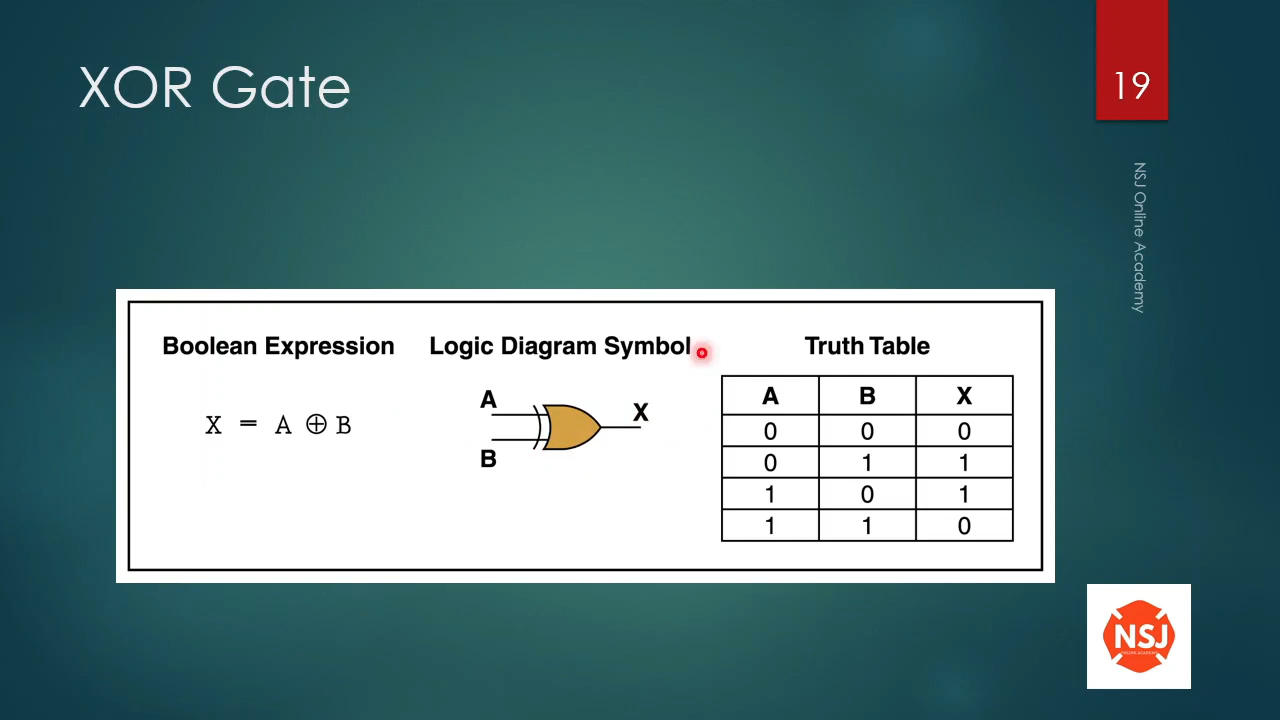 XOR Gate
19
NSJ Online Academy
Boolean Expression
Logic Diagram Symbol
Truth Table
X = A ⊕ B
A
B
X
A B X
0 0 0
0 1 1
1 0 1
1 1 0
NSJ